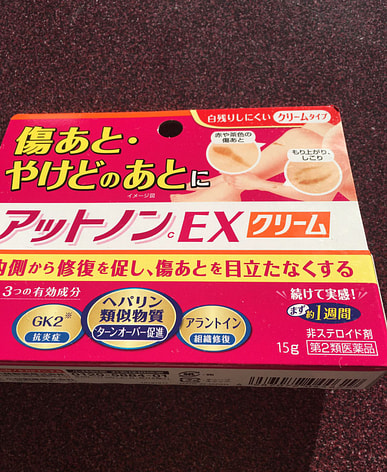 白残りしにくい クリームタイプ
傷あと・
やけどのあとに
赤や茶色の
傷あと
もり上がり、
しこり
イメージ図
アットノンc EX クリーム
内側から修復を促し、傷あとを目立たなくする
3つの有効成分
GK2※
抗炎症
ヘパリン
類似物質
ターンオーバー促進
アラントイン
組織修復
続けて実感!
まず約1週間
15g
非ステロイド剤
第2類医薬品